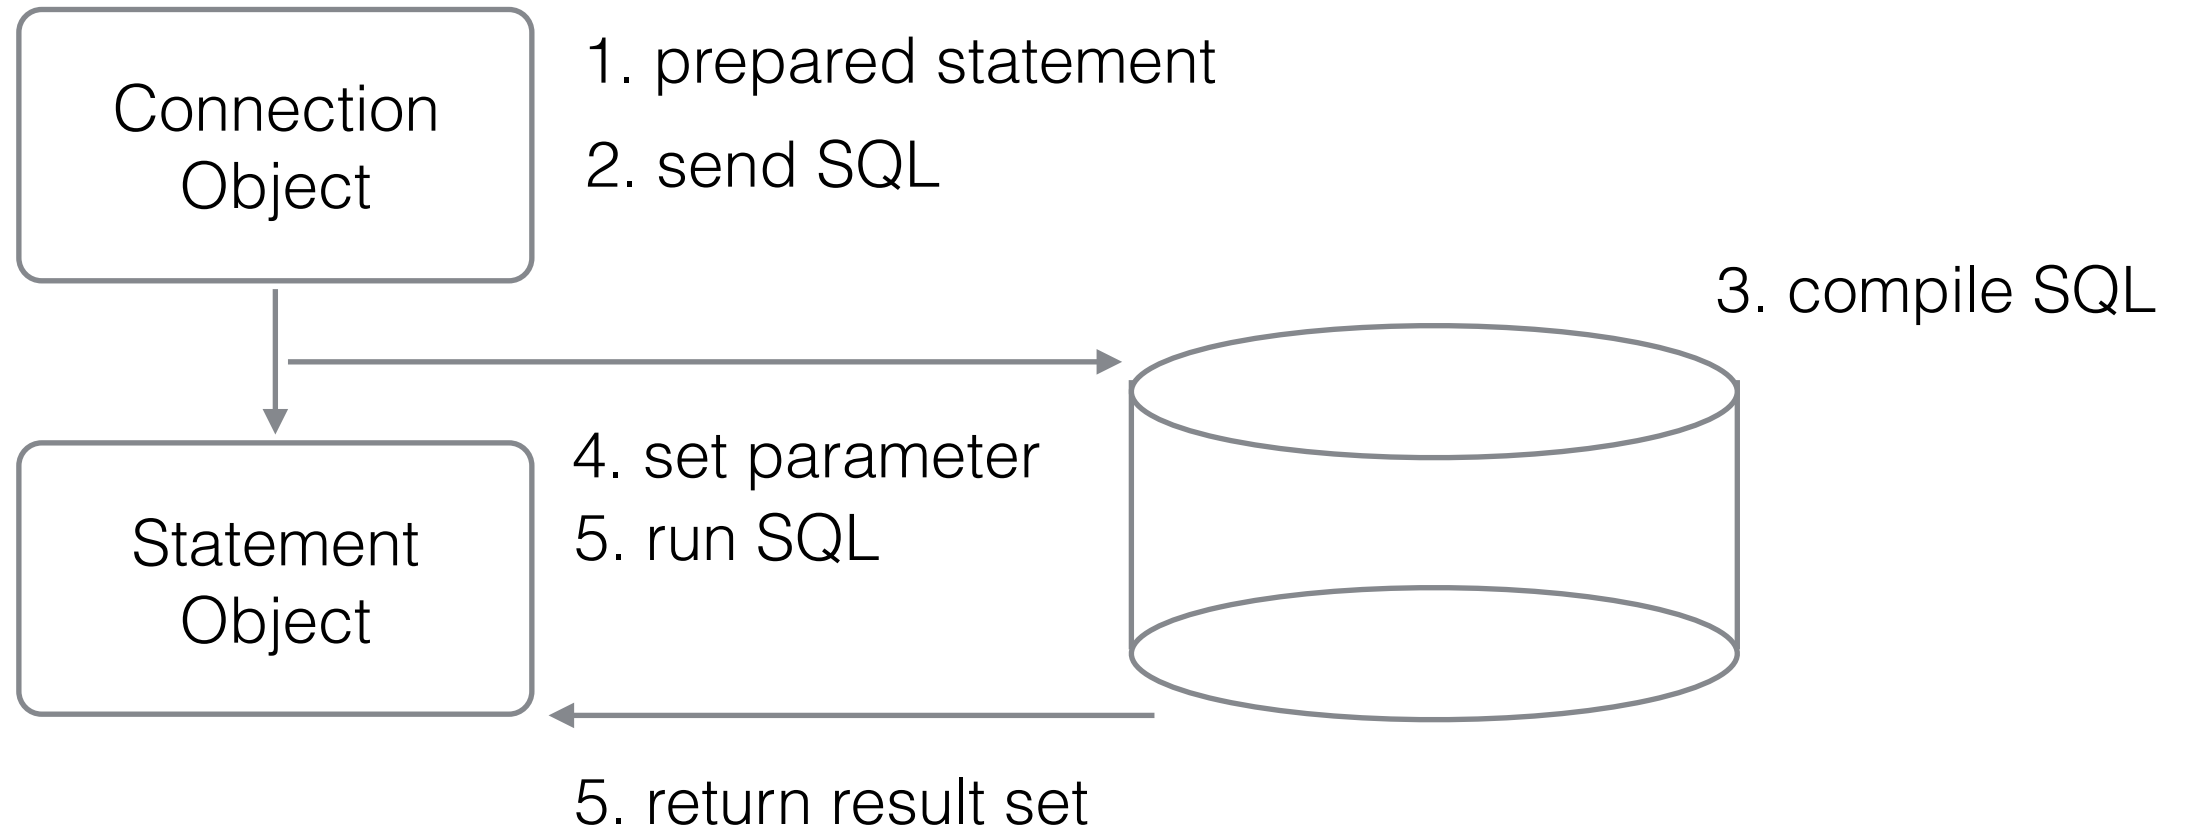 Connection
Object
1. prepared statement
2. send SQL
3. compile SQL
4. set parameter
5. run SQL
Statement
Object
5. return result set